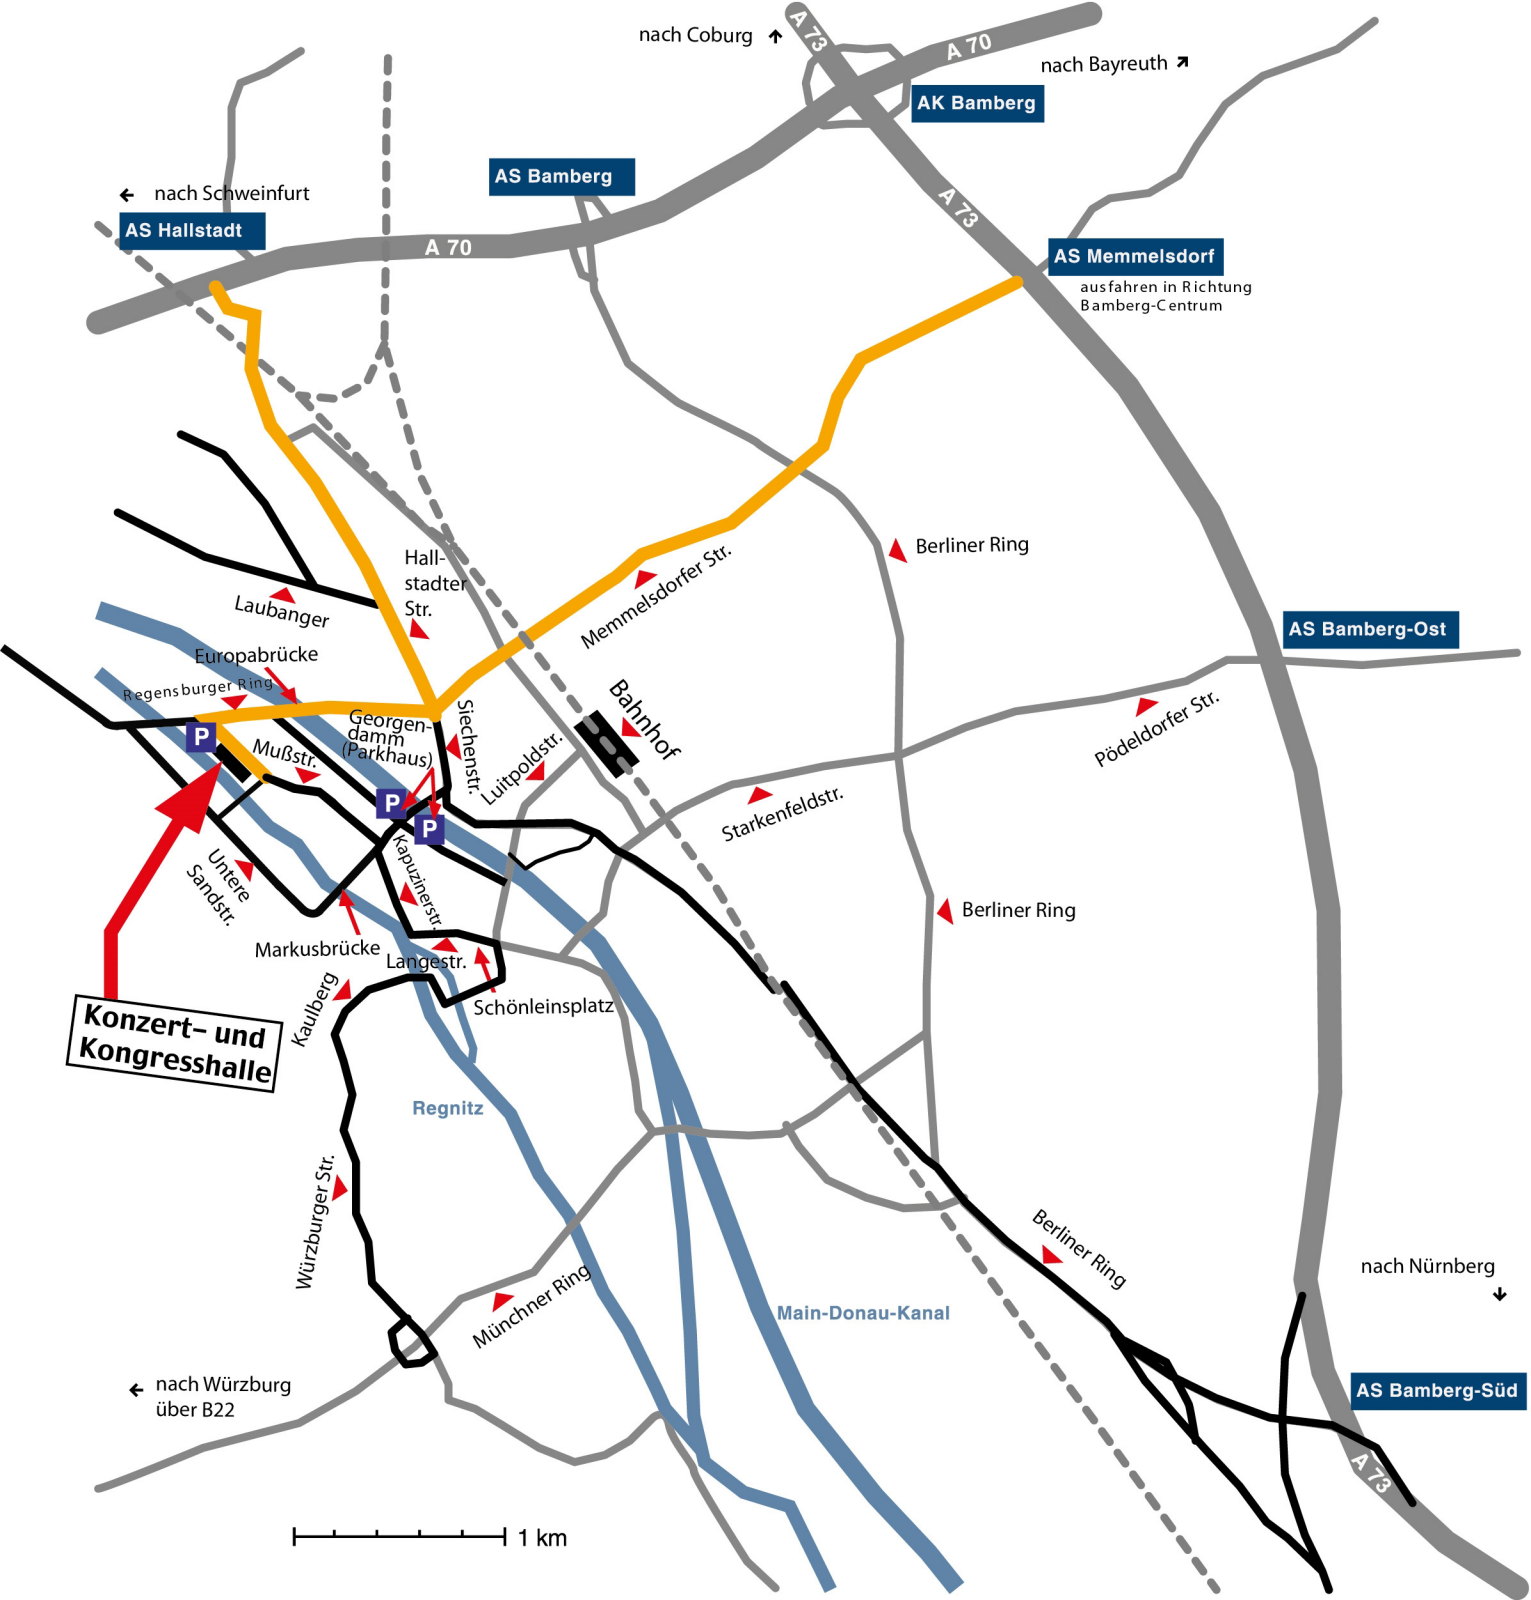 nach Coburg
A 73
A 70
nach Bayreuth
AK Bamberg
AS Bamberg
nach Schweinfurt
AS Hallstadt
A 70
A 73
AS Memmelsdorf
ausfahren in Richtung
Bamberg-Centrum
Berliner Ring
Hall-
stadter
Str.
Memmelsdorfer Str.
Laubanger
AS Bamberg-Ost
Europabrücke
Regensburger Ring
Bahnhof
Pödeldorfer Str.
Georgen-
damm
(Parkhaus)
Siechenstr.
Luitpoldstr.
P
Mußstr.
P
P
Starkenfeldstr.
Kapuzinerstr.
Untere
Sandstr.
Berliner Ring
Markusbrücke
Langestr.
Schönleinsplatz
Kaulberg
Konzert– und
Kongresshalle
Regnitz
Würzburger Str.
Berliner Ring
nach Nürnberg
Münchner Ring
Main-Donau-Kanal
nach Würzburg
über B22
AS Bamberg-Süd
A 73
1 km